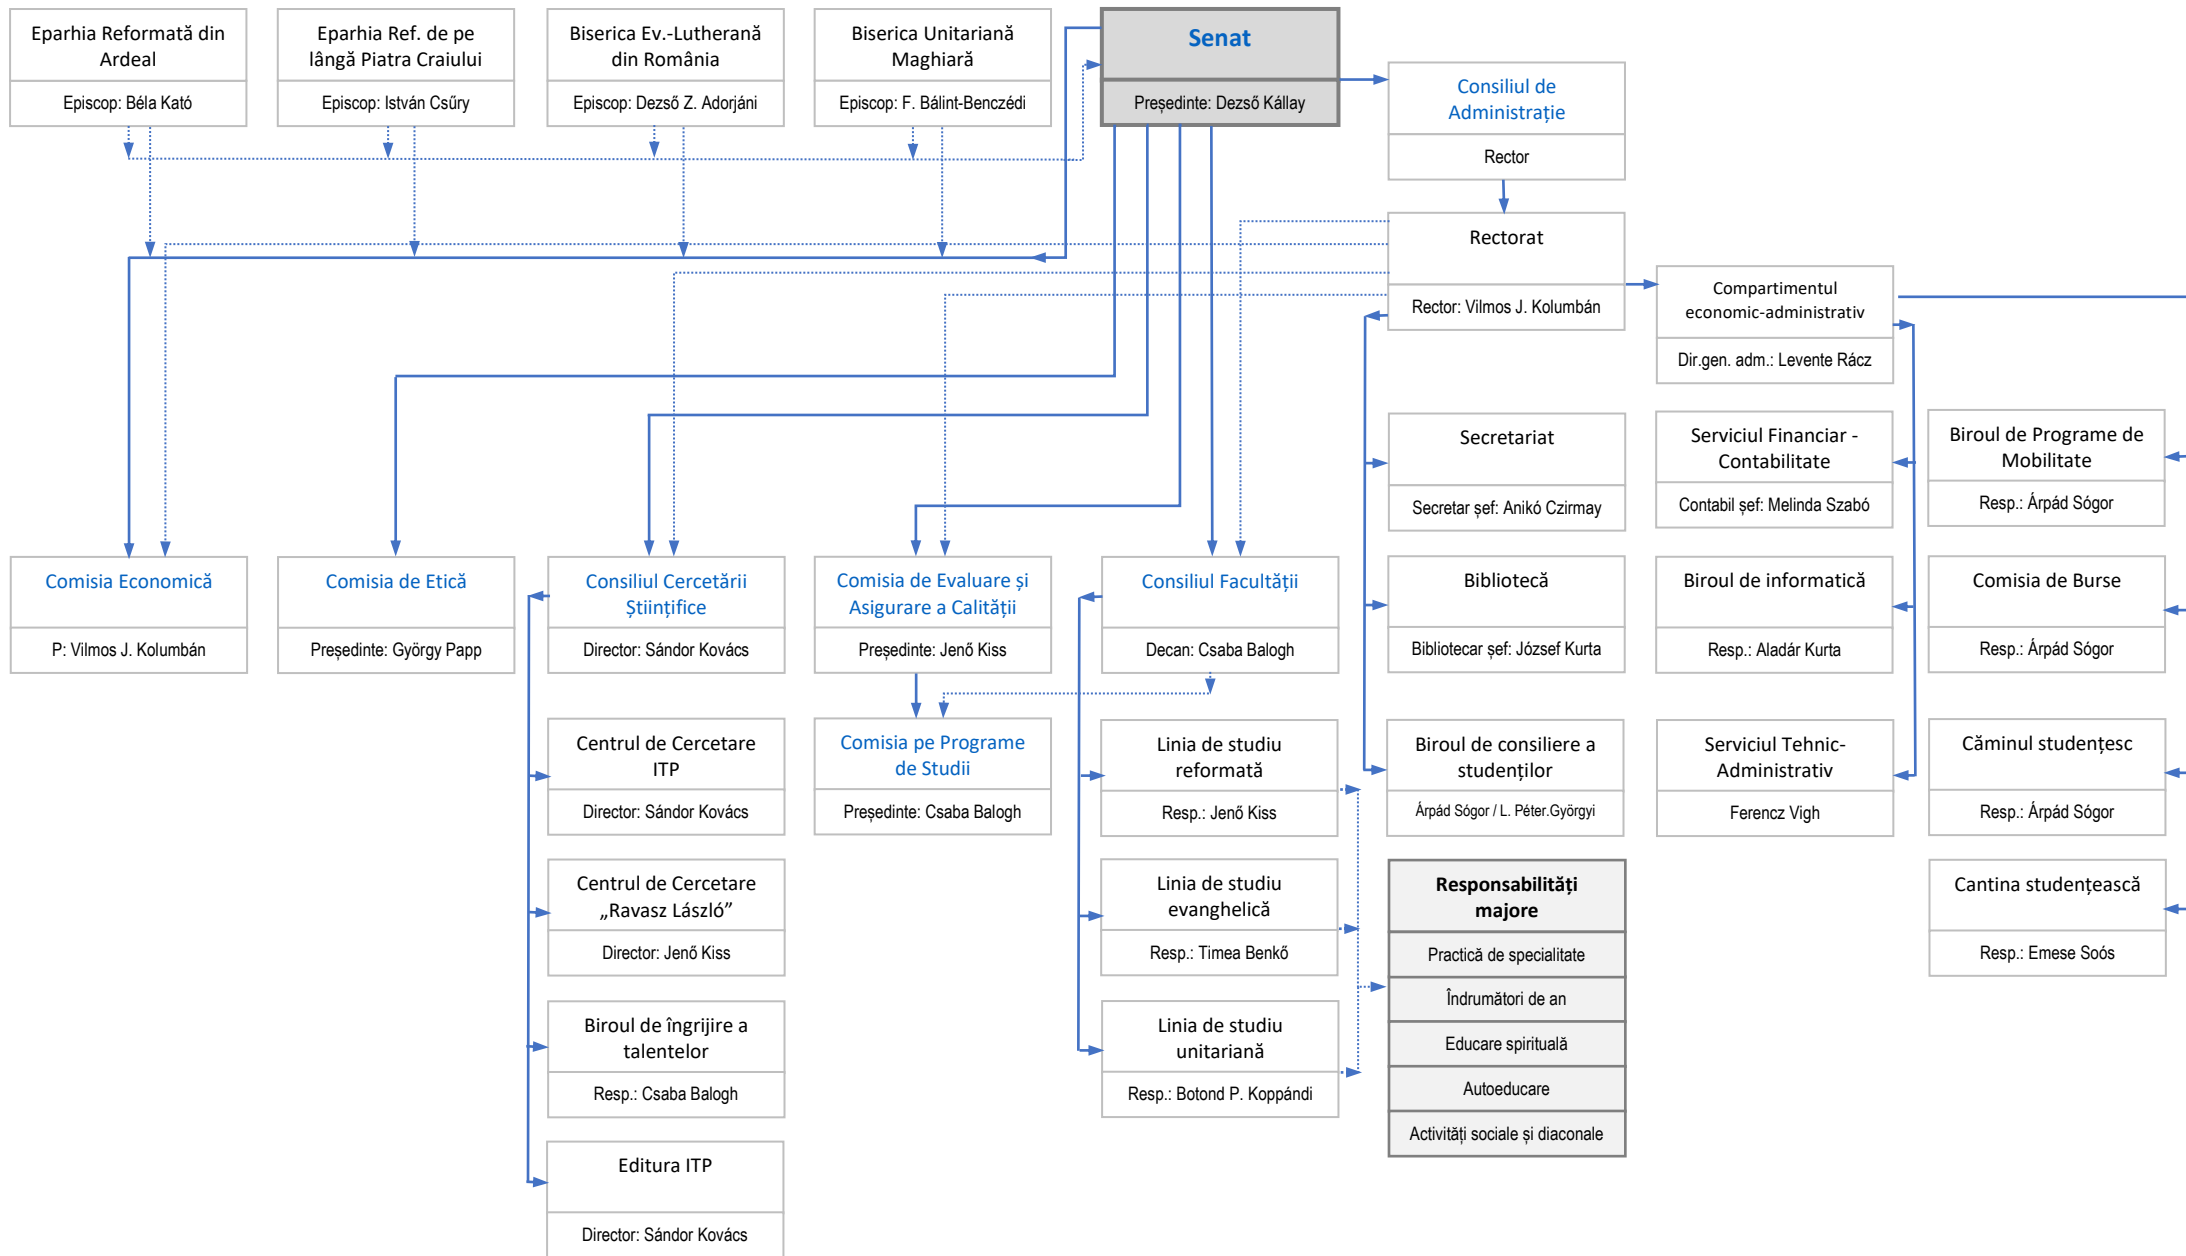 Eparhia Reformată din
Ardeal
Episcop: Béla Kató
Eparhia Ref. de pe
lângă Piatra Craiului
Episcop: István Csűry
Biserica Ev.-Lutherană
din România
Episcop: Dezső Z. Adorjáni
Biserica Unitariană
Maghiară
Episcop: F. Bálint-Benczédi
Senat
Președinte: Dezső Kállay
Consiliul de
Administrație
Rector
Rectorat
Rector: Vilmos J. Kolumbán
Compartimentul
economic-administrativ
Dir.gen. adm.: Levente Rácz
Secretariat
Secretar șef: Anikó Czirmay
Serviciul Financiar -
Contabilitate
Contabil șef: Melinda Szabó
Biroul de Programe de
Mobilitate
Resp.: Árpád Sógor
Comisia Economică
P: Vilmos J. Kolumbán
Comisia de Etică
Președinte: György Papp
Consiliul Cercetării
Științifice
Director: Sándor Kovács
Comisia de Evaluare și
Asigurare a Calității
Președinte: Jenő Kiss
Consiliul Facultății
Decan: Csaba Balogh
Bibliotecă
Bibliotecar șef: József Kurta
Biroul de informatică
Resp.: Aladár Kurta
Comisia de Burse
Resp.: Árpád Sógor
Centrul de Cercetare
ITP
Director: Sándor Kovács
Comisia pe Programe
de Studii
Președinte: Csaba Balogh
Linia de studiu
reformată
Resp.: Jenő Kiss
Biroul de consiliere a
studenților
Árpád Sógor / L. Péter.Györgyi
Serviciul Tehnic-
Administrativ
Ferencz Vigh
Căminul studențesc
Resp.: Árpád Sógor
Centrul de Cercetare
„Ravasz László”
Director: Jenő Kiss
Linia de studiu
evanghelică
Resp.: Timea Benkő
Responsabilități
majore
Practică de specialitate
Îndrumători de an
Educare spirituală
Autoeducare
Activități sociale și diaconale
Cantina studențească
Resp.: Emese Soós
Biroul de îngrijire a
talentelor
Resp.: Csaba Balogh
Linia de studiu
unitariană
Resp.: Botond P. Koppándi
Editura ITP
Director: Sándor Kovács